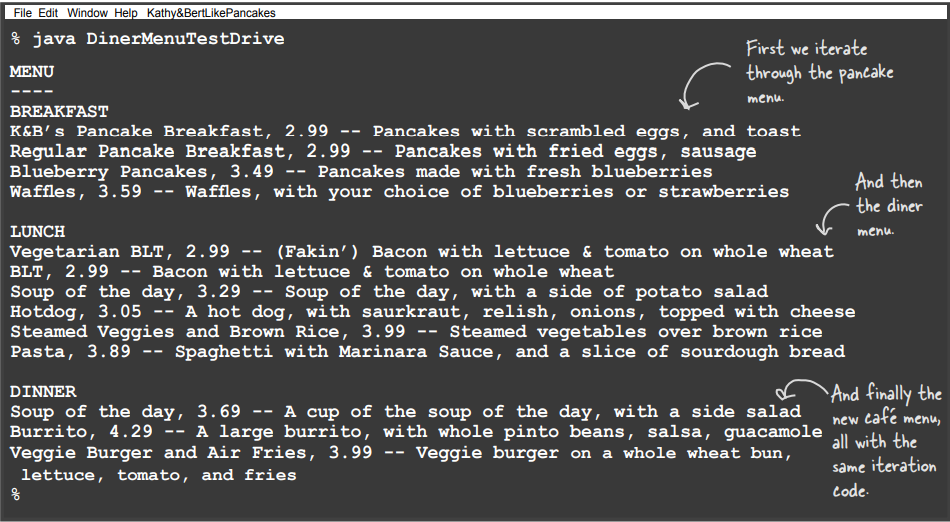 File Edit Window Help Kathy&BertLikePancakes
% java DinerMenuTestDrive
MENU
----
BREAKFAST
K&B's Pancake Breakfast, 2.99 -- Pancakes with scrambled eggs, and toast
Regular Pancake Breakfast, 2.99 -- Pancakes with fried eggs, sausage
Blueberry Pancakes, 3.49 -- Pancakes made with fresh blueberries
Waffles, 3.59 -- Waffles, with your choice of blueberries or strawberries
First we iterate
through the pancake
menu.
LUNCH
Vegetarian BLT, 2.99 -- (Fakin') Bacon with lettuce & tomato on whole wheat
BLT, 2.99 -- Bacon with lettuce & tomato on whole wheat
Soup of the day, 3.29 -- Soup of the day, with a side of potato salad
Hotdog, 3.05 -- A hot dog, with saurkraut, relish, onions, topped with cheese
Steamed Veggies and Brown Rice, 3.99 -- Steamed vegetables over brown rice
Pasta, 3.89 -- Spaghetti with Marinara Sauce, and a slice of sourdough bread
And then
the diner
menu.
DINNER
Soup of the day, 3.69 -- A cup of the soup of the day, with a side salad
Burrito, 4.29 -- A large burrito, with whole pinto beans, salsa, guacamole
Veggie Burger and Air Fries, 3.99 -- Veggie burger on a whole wheat bun,
lettuce, tomato, and fries
%
And finally the
new café menu,
all with the
same iteration
code.